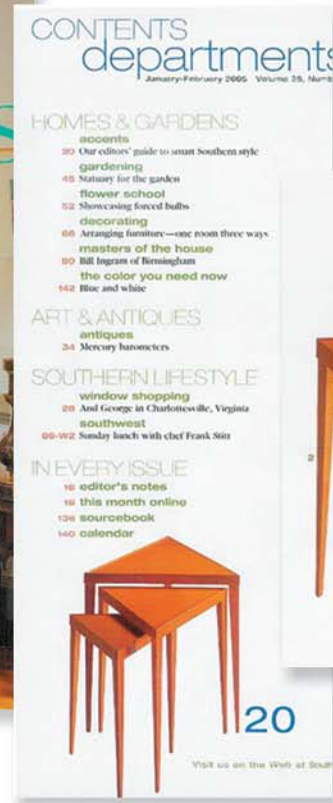 CONTENTS
departments
January-February 2005 Volume 25,
HOMES & GARDENS
accents
20 Our editors' guide to smart Southern style
gardening
45 Statuary for the garden
flower school
52 Showcasing forced bulbs
decorating
66 Arranging furniture—one room three ways
masters of the house
80 Bill Ingram of Birmingham
the color you need now
142 Blue and white
ART & ANTIQUES
antiques
34 Mercury barometers
SOUTHERN LIFESTYLE
window shopping
28 And George in Charlottesville, Virginia
southwest
98-W2 Sunday lunch with chef Frank Stitt
IN EVERY ISSUE
16 editor's notes
18 this month online
136 sourcebook
140 calendar
2
20
Visit us on the Web at